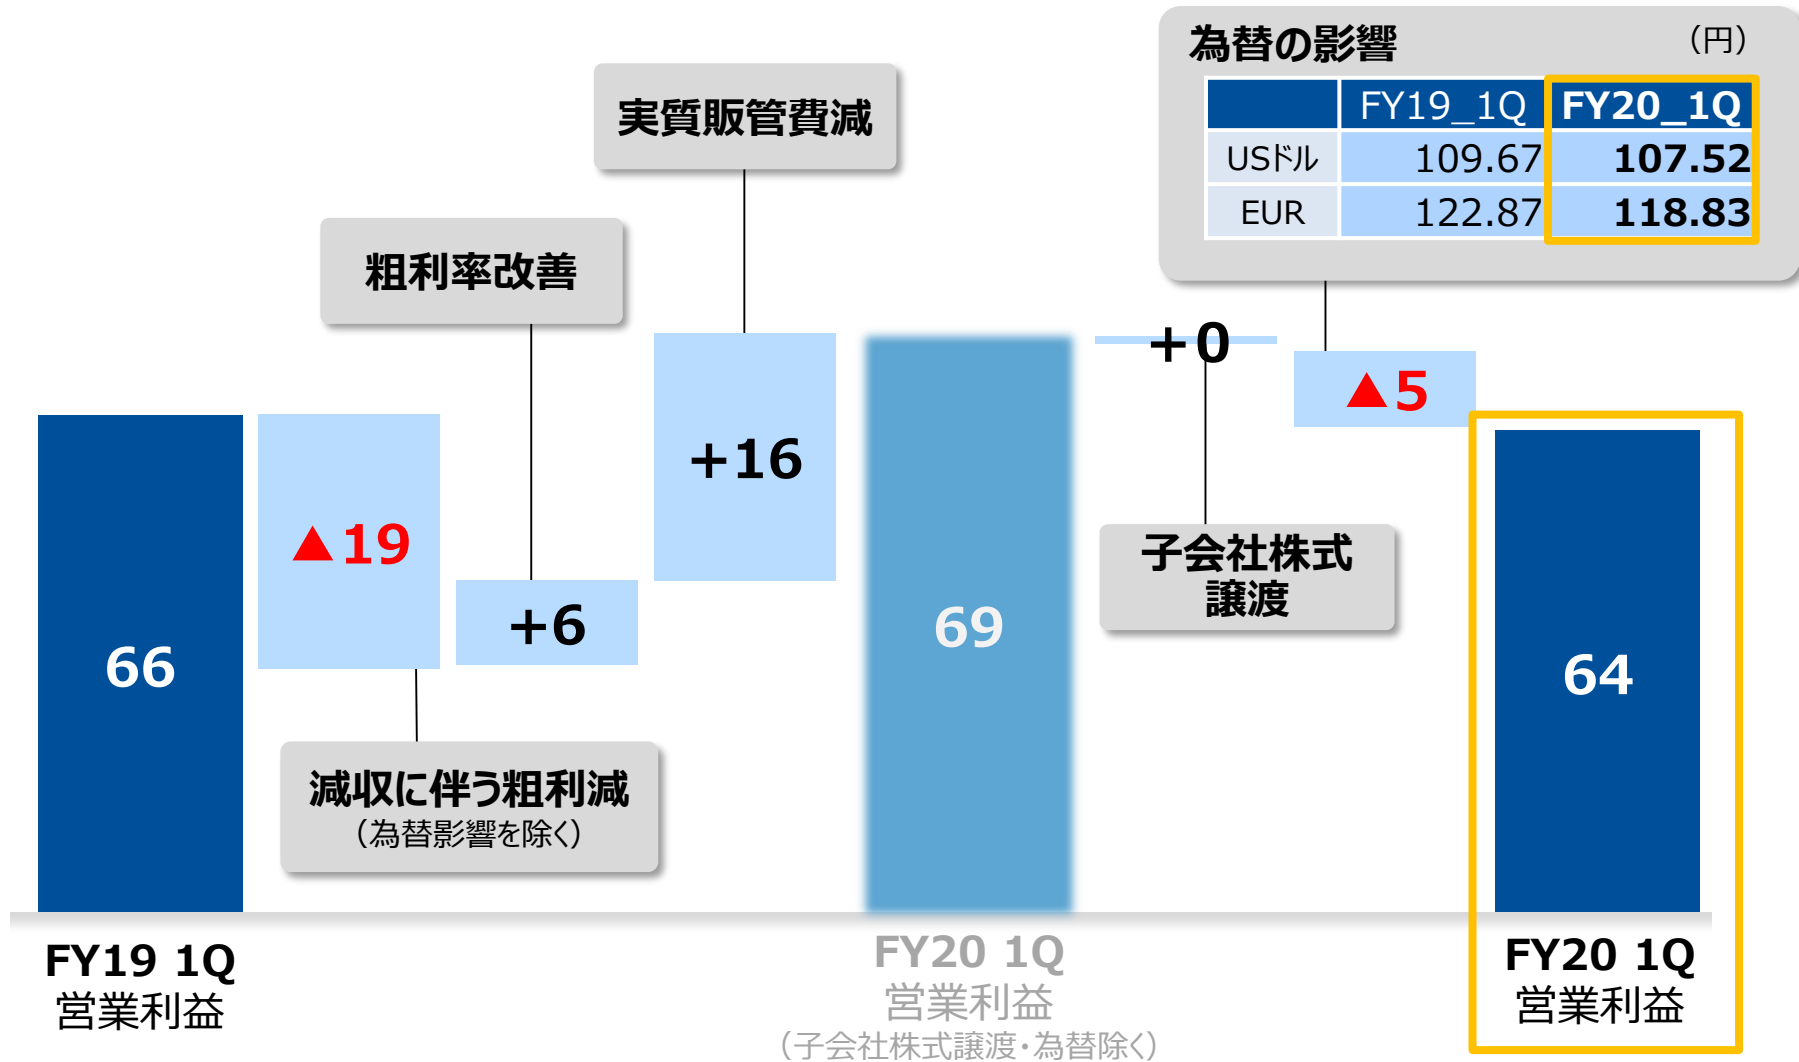 為替の影響 (円)
FY19_1Q FY20_1Q
USドル 109.67 107.52
EUR 122.87 118.83
実質販管費減
粗利率改善
+0
▲5
+16
▲19
+6
66
69
64
子会社株式
譲渡
減収に伴う粗利減
(為替影響を除く)
FY19 1Q
営業利益
FY20 1Q
営業利益
(子会社株式譲渡・為替除く)
FY20 1Q
営業利益